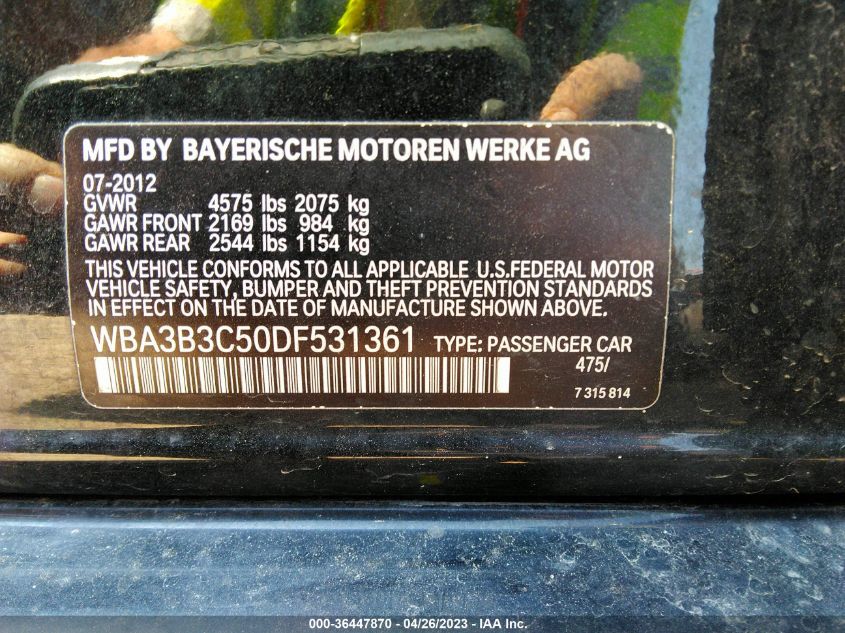 MFD BY BAYERISCHE MOTOREN WERKE AG
07-2012
GVWR 4575 lbs 2075 kg
GAWR FRONT 2169 lbs 984 kg
GAWR REAR 2544 lbs 1154 kg
THIS VEHICLE CONFORMS TO ALL APPLICABLE U.S.FEDERAL MOTOR
VEHICLE SAFETY, BUMPER AND THEFT PREVENTION STANDARDS
IN EFFECT ON THE DATE OF MANUFACTURE SHOWN ABOVE.
WBA3B3C50DF531361 TYPE: PASSENGER CAR
475/
7 315 814
000-36447870 - 04/26/2023 - IAA Inc.